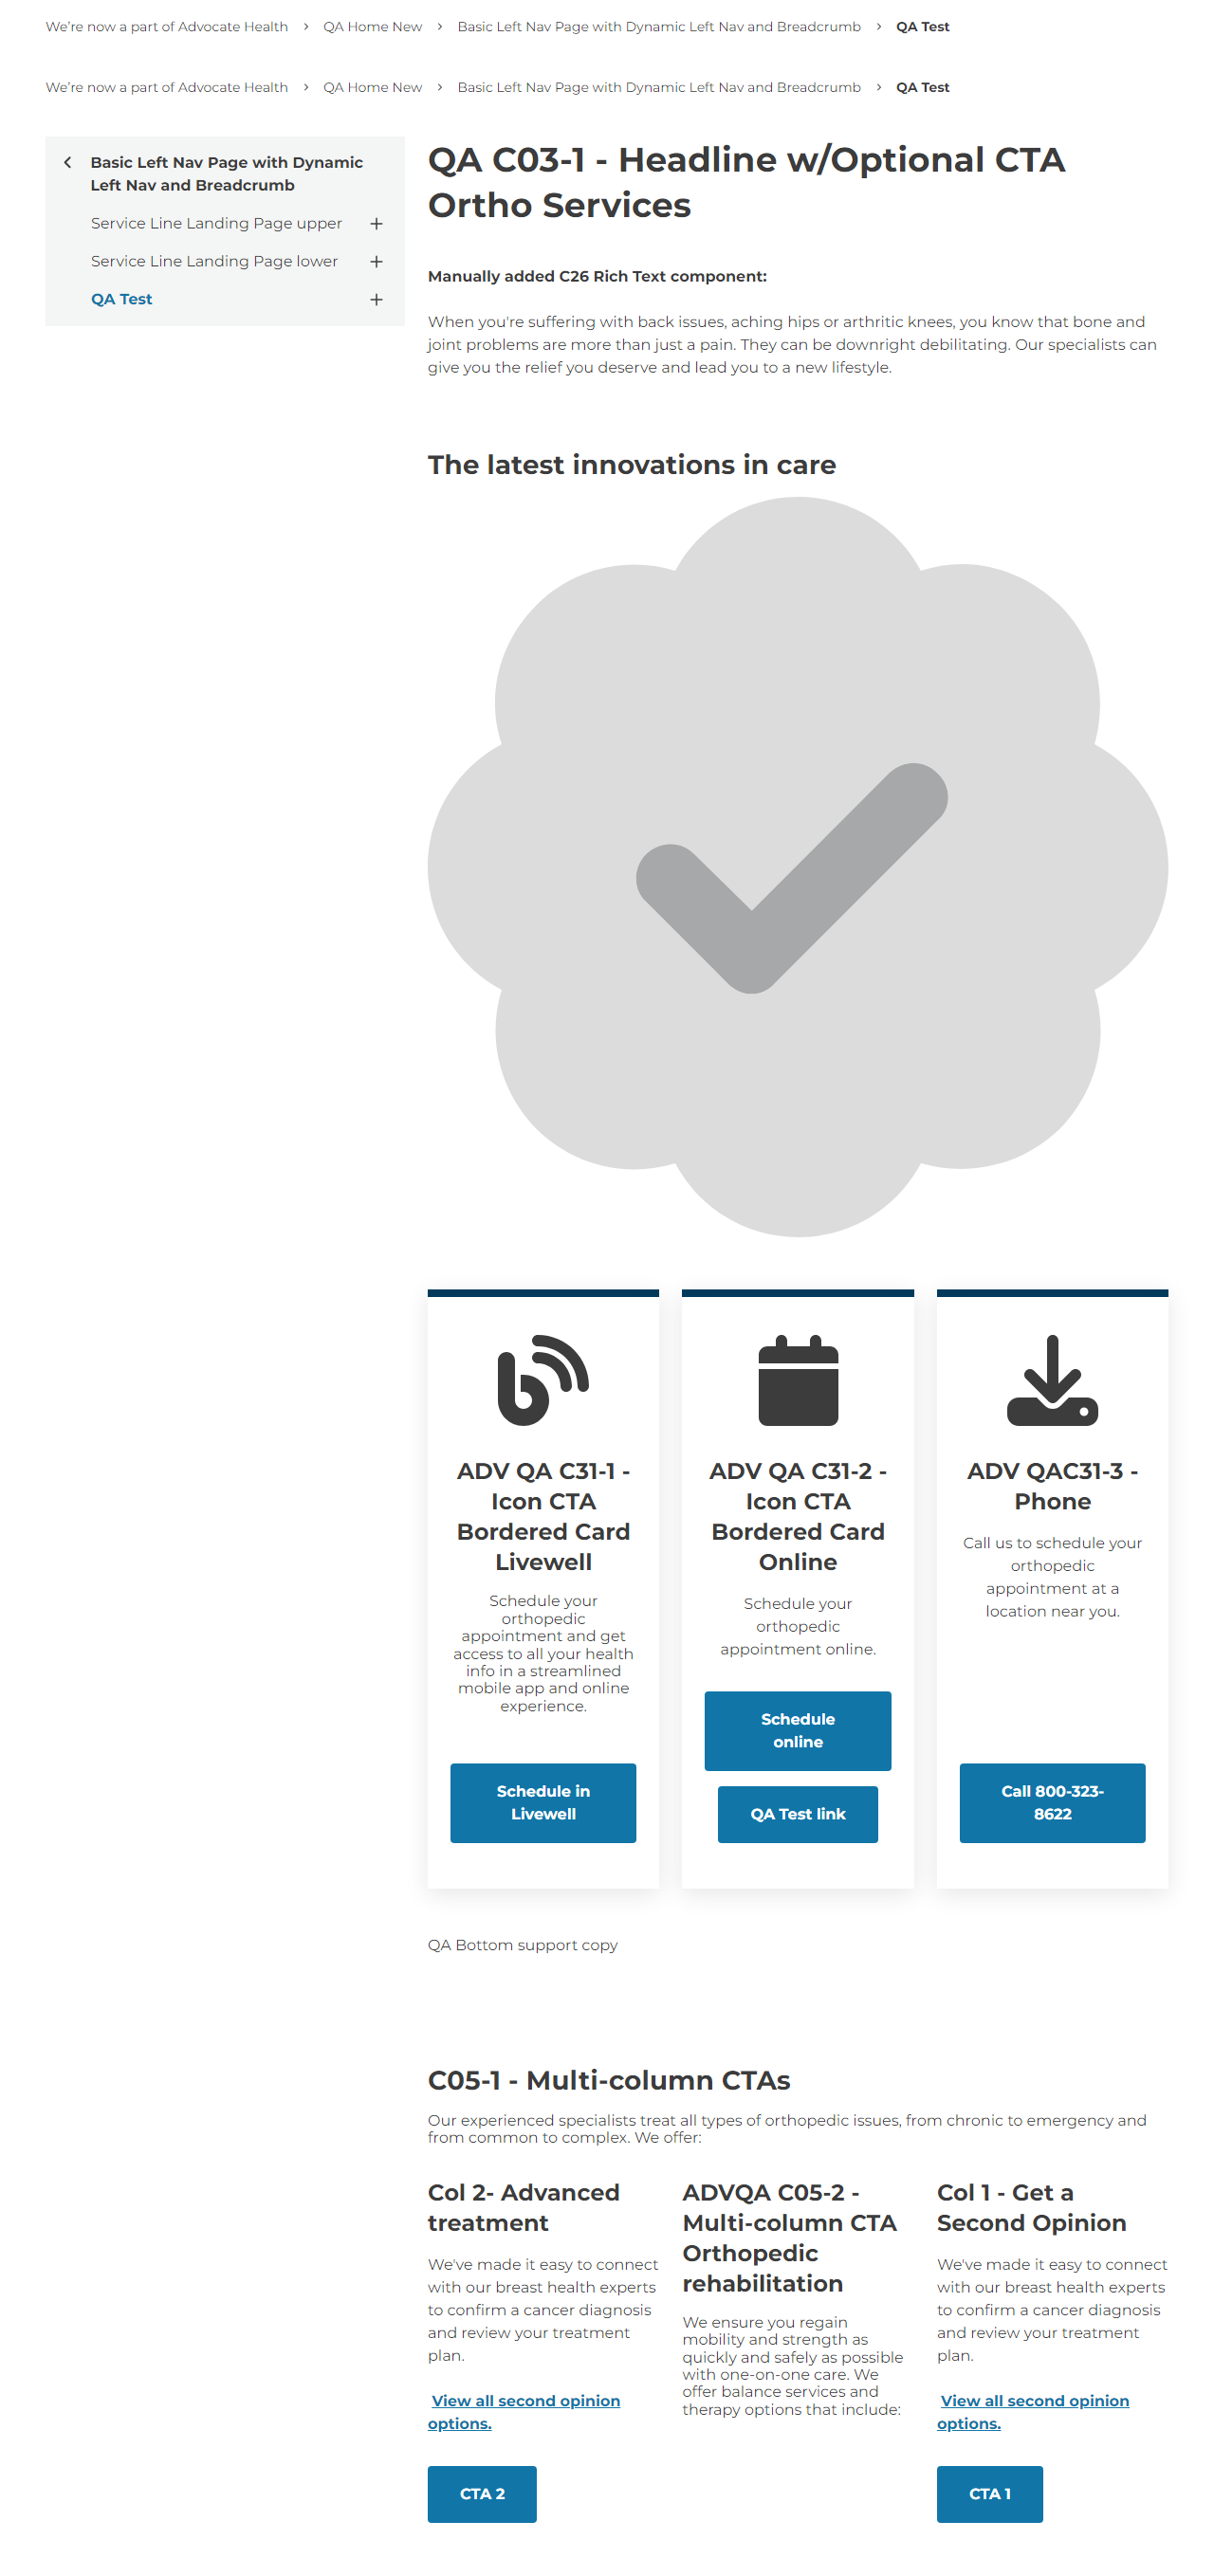 We're now a part of Advocate Health > QA Home New > Basic Left Nav Page with Dynamic Left Nav and Breadcrumb > QA Test
We're now a part of Advocate Health > QA Home New > Basic Left Nav Page with Dynamic Left Nav and Breadcrumb > QA Test
Basic Left Nav Page with Dynamic
Left Nav and Breadcrumb
Service Line Landing Page upper
Service Line Landing Page lower
QA Test
QA C03-1 - Headline w/Optional CTA
Ortho Services
Manually added C26 Rich Text component:
When you're suffering with back issues, aching hips or arthritic knees, you know that bone and
joint problems are more than just a pain. They can be downright debilitating. Our specialists can
give you the relief you deserve and lead you to a new lifestyle.
The latest innovations in care
ADV QA C31-1 -
Icon CTA
Bordered Card
Livewell
Schedule your
orthopedic
appointment and get
access to all your health
info in a streamlined
mobile app and online
experience.
Schedule in
Livewell
ADV QA C31-2 -
Icon CTA
Bordered Card
Online
Schedule your
orthopedic
appointment online.
Schedule
online
QA Test link
ADV QAC31-3 -
Phone
Call us to schedule your
orthopedic
appointment at a
location near you.
Call 800-323-
8622
QA Bottom support copy
C05-1 - Multi-column CTAs
Our experienced specialists treat all types of orthopedic issues, from chronic to emergency and
from common to complex. We offer:
Col 2- Advanced
treatment
We've made it easy to connect
with our breast health experts
to confirm a cancer diagnosis
and review your treatment
plan.
View all second opinion
options.
CTA 2
ADVQA C05-2 -
Multi-column CTA
Orthopedic
rehabilitation
We ensure you regain
mobility and strength as
quickly and safely as possible
with one-on-one care. We
offer balance services and
therapy options that include:
Col 1 - Get a
Second Opinion
We've made it easy to connect
with our breast health experts
to confirm a cancer diagnosis
and review your treatment
plan.
View all second opinion
options.
CTA 1